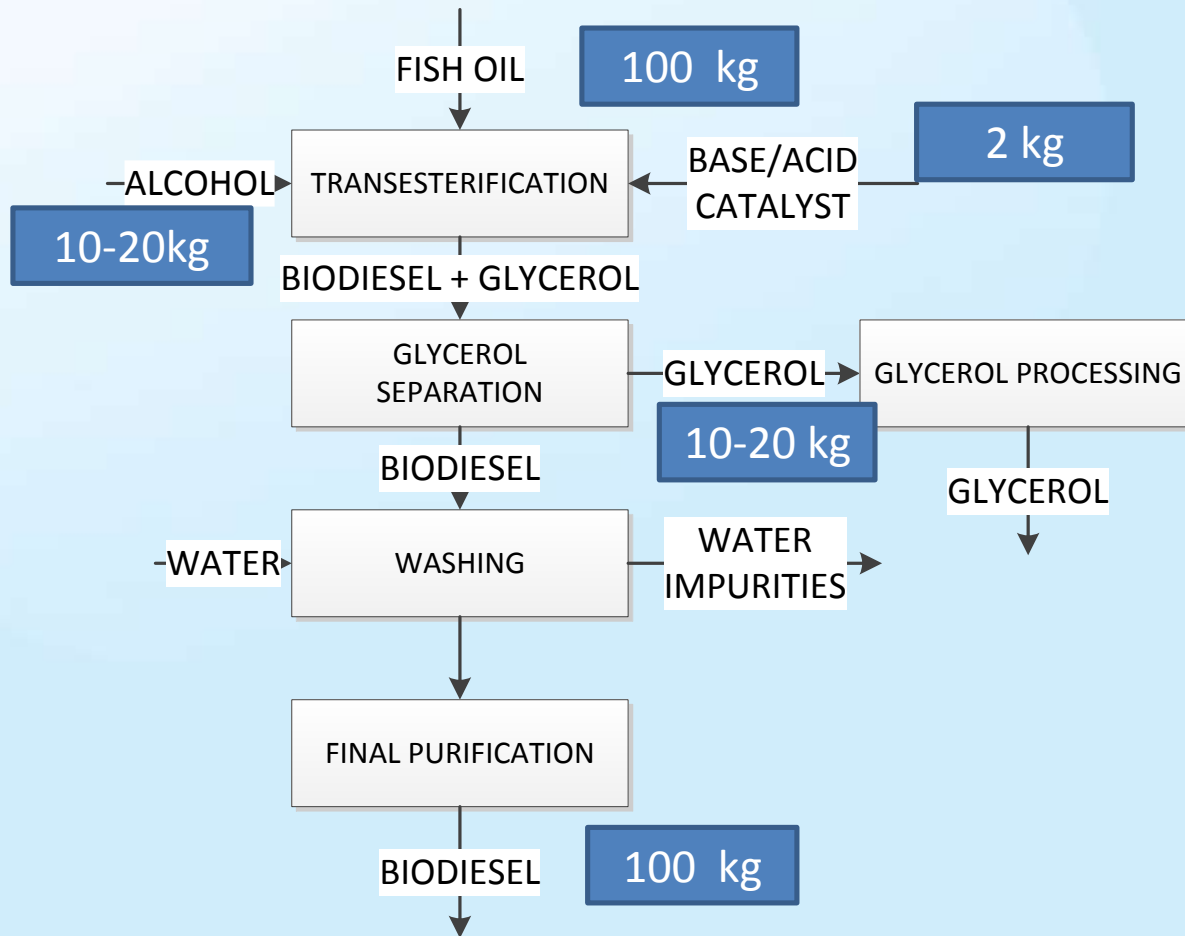 FISH OIL
100 kg
ALCOHOL
10-20kg
TRANSESTERIFICATION
BASE/ACID
CATALYST
2 kg
BIODIESEL + GLYCEROL
GLYCEROL
SEPARATION
GLYCEROL
10-20 kg
GLYCEROL PROCESSING
GLYCEROL
BIODIESEL
WATER
WASHING
WATER
IMPURITIES
FINAL PURIFICATION
BIODIESEL
100 kg